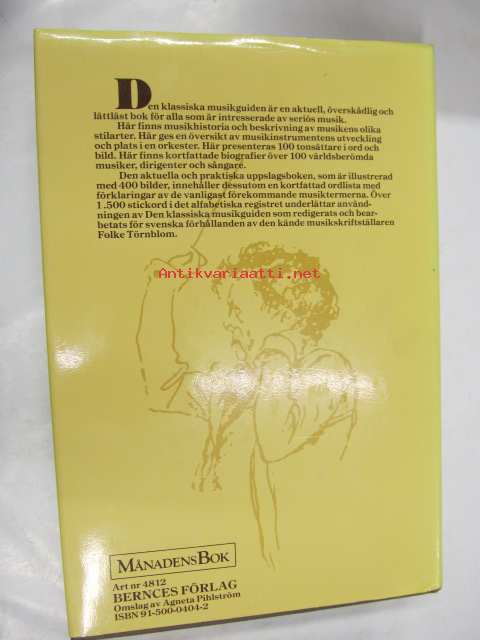 Den klassiska musikguiden är en aktuell, överskådlig och
lättläst bok för alla som är intresserade av seriös musik.
Här finns musikhistoria och beskrivning av musikens olika
stilarter. Här ges en översikt av musikinstrumentens utveckling
och plats i en orkester. Här presenteras 100 tonsättare i ord och
bild. Här finns kortfattade biografier över 100 världsberömda
musiker, dirigenter och sångare.
Den aktuella och praktiska uppslagsboken, som är illustrerad
med 400 bilder, innehåller dessutom en kortfattad ordlista med
förklaringar av de vanligast förekommande musiktermerna. Över
1.500 stickord i det alfabetiska registret underlättar användningen
av Den klassiska musikguiden som redigerats och bear-
betats för svenska förhållanden av den kände musikskriftställaren
Folke Törnblom.
Antikvariaatti.net
MÅNADENS BOK
Art nr 4812
BERNCES FÖRLAG
Omslag av Agneta Pihlström
ISBN 91-500-0404-2